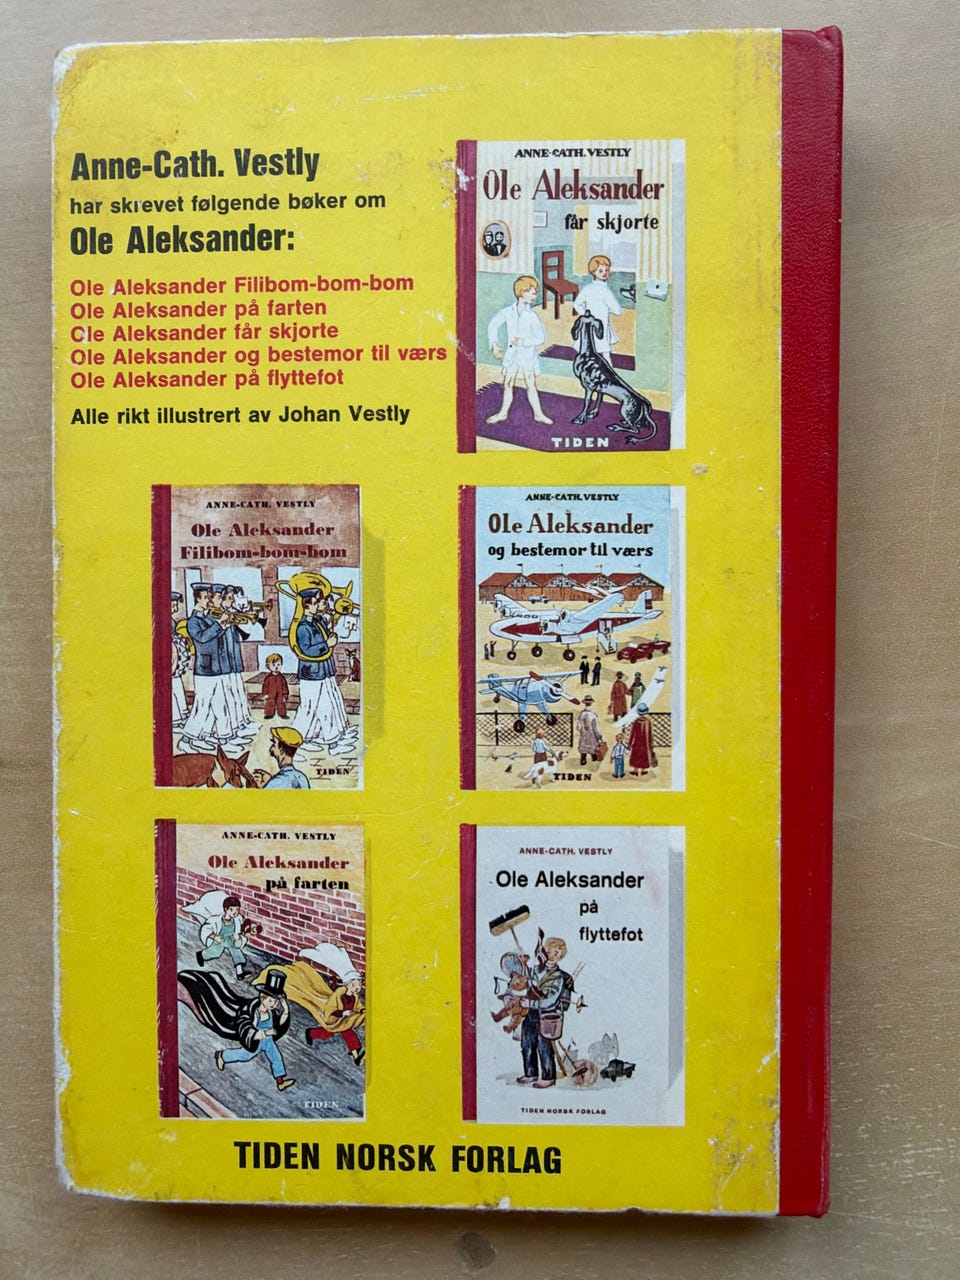 Anne-Cath. Vestly
har skrevet følgende bøker om
Ole Aleksander:
Ole Aleksander Filibom-bom-bom
Ole Aleksander på farten
Ole Aleksander får skjorte
Ole Aleksander og bestemor til værs
Ole Aleksander på flyttefot
Alle rikt illustrert av Johan Vestly
ANNE-CATH. VESTLY
Ole Aleksander
får skjorte
TIDEN
ANNE-CATH. VESTLY
Ole Aleksander
Filibom-bom-bom
TIDEN
ANNE-CATH. VESTLY
Ole Aleksander
og bestemor til værs
TIDEN
ANNE-CATH. VESTLY
Ole Aleksander
på farten
TIDEN
ANNE-CATH. VESTLY
Ole Aleksander
på
flyttefot
TIDEN NORSK FORLAG
TIDEN NORSK FORLAG